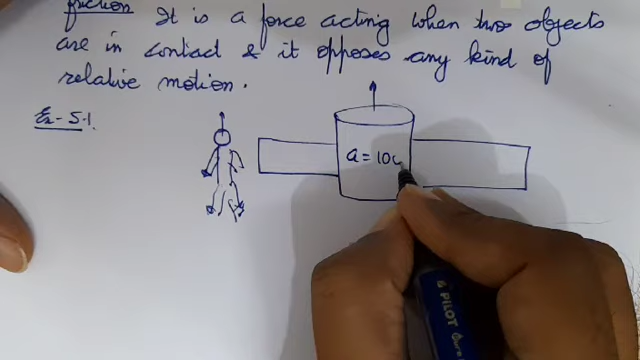 friction It is a force acting when two objects
are in contact & it opposes any kind of
relative motion.
Ex-5.1.
a = 10
PILOT